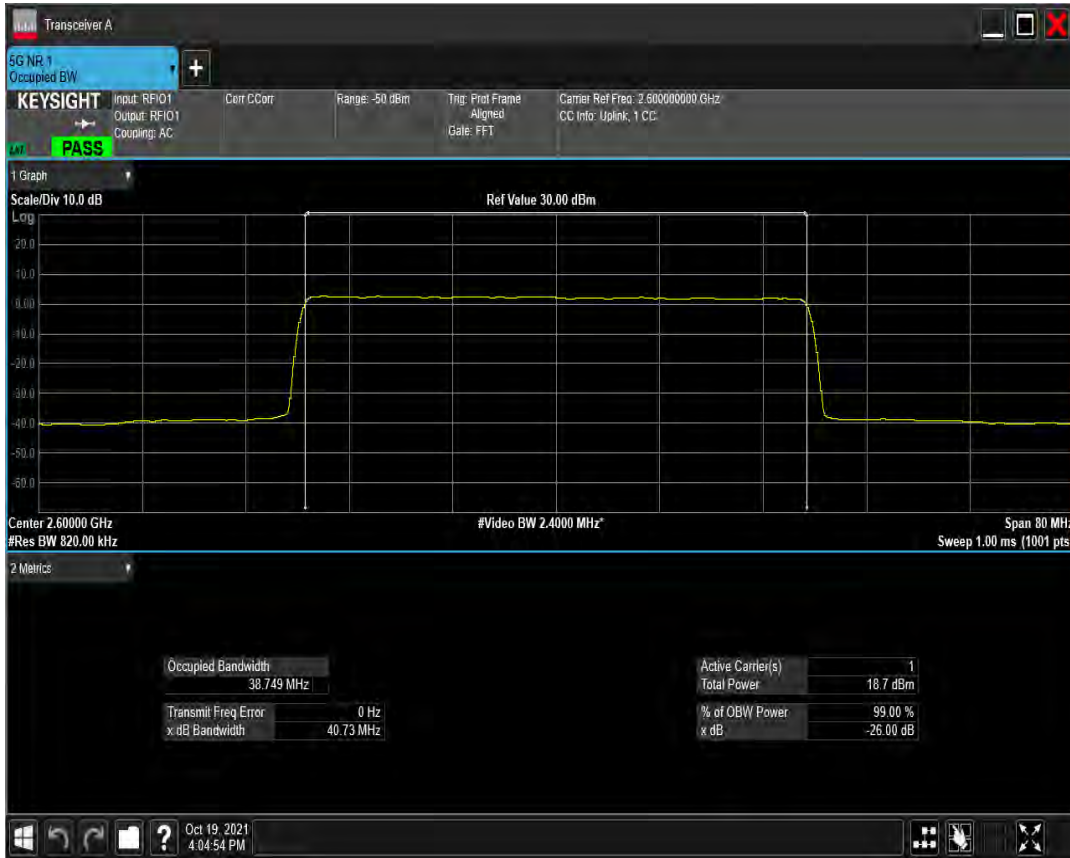 Transceiver A
5G NR 1
Occupied BW
+
KEYSIGHT
Input: RFIO1
Output: RFIO1
Coupling: AC
Corr CCorr
Range: -50 dBm
Trig: Prot Frame
Aligned
Gate: FFT
Carrier Ref Freq: 2.600000000 GHz
CC Info: Uplink, 1 CC
PASS
1 Graph
Scale/Div 10.0 dB
Ref Value 30.00 dBm
Log
20.0
10.0
0.00
-10.0
-20.0
-30.0
-40.0
-50.0
-60.0
Center 2.60000 GHz
#Video BW 2.4000 MHz*
Span 80 MHz
#Res BW 820.00 kHz
Sweep 1.00 ms (1001 pts
2 Metrics
Occupied Bandwidth
38.749 MHz
Transmit Freq Error 0 Hz
x dB Bandwidth 40.73 MHz
Active Carrier(s) 1
Total Power 18.7 dBm
% of OBW Power 99.00 %
x dB -26.00 dB
?
Oct 19, 2021
4:04:54 PM